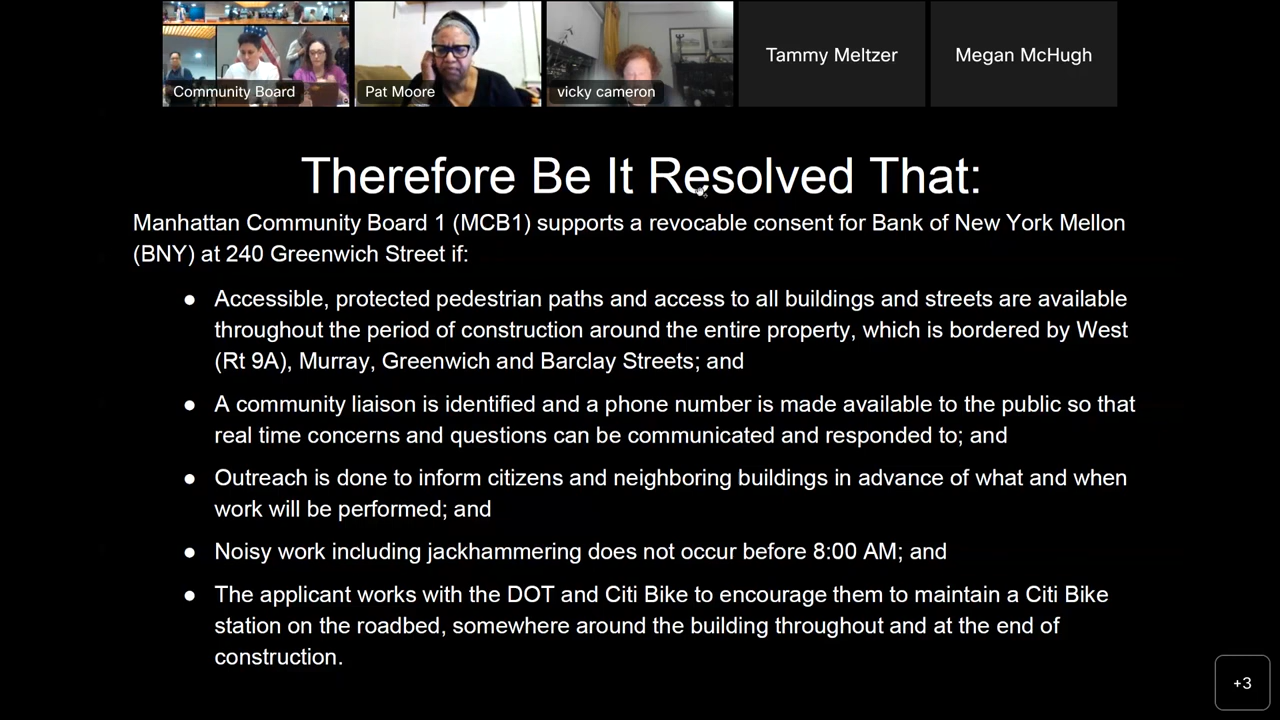 Community Board
Pat Moore
vicky cameron
Tammy Meltzer
Megan McHugh
Therefore Be It Resolved That:
Manhattan Community Board 1 (MCB1) supports a revocable consent for Bank of New York Mellon
(BNY) at 240 Greenwich Street if:
● Accessible, protected pedestrian paths and access to all buildings and streets are available
throughout the period of construction around the entire property, which is bordered by West
(Rt 9A), Murray, Greenwich and Barclay Streets; and
● A community liaison is identified and a phone number is made available to the public so that
real time concerns and questions can be communicated and responded to; and
● Outreach is done to inform citizens and neighboring buildings in advance of what and when
work will be performed; and
● Noisy work including jackhammering does not occur before 8:00 AM; and
● The applicant works with the DOT and Citi Bike to encourage them to maintain a Citi Bike
station on the roadbed, somewhere around the building throughout and at the end of
construction.
+3